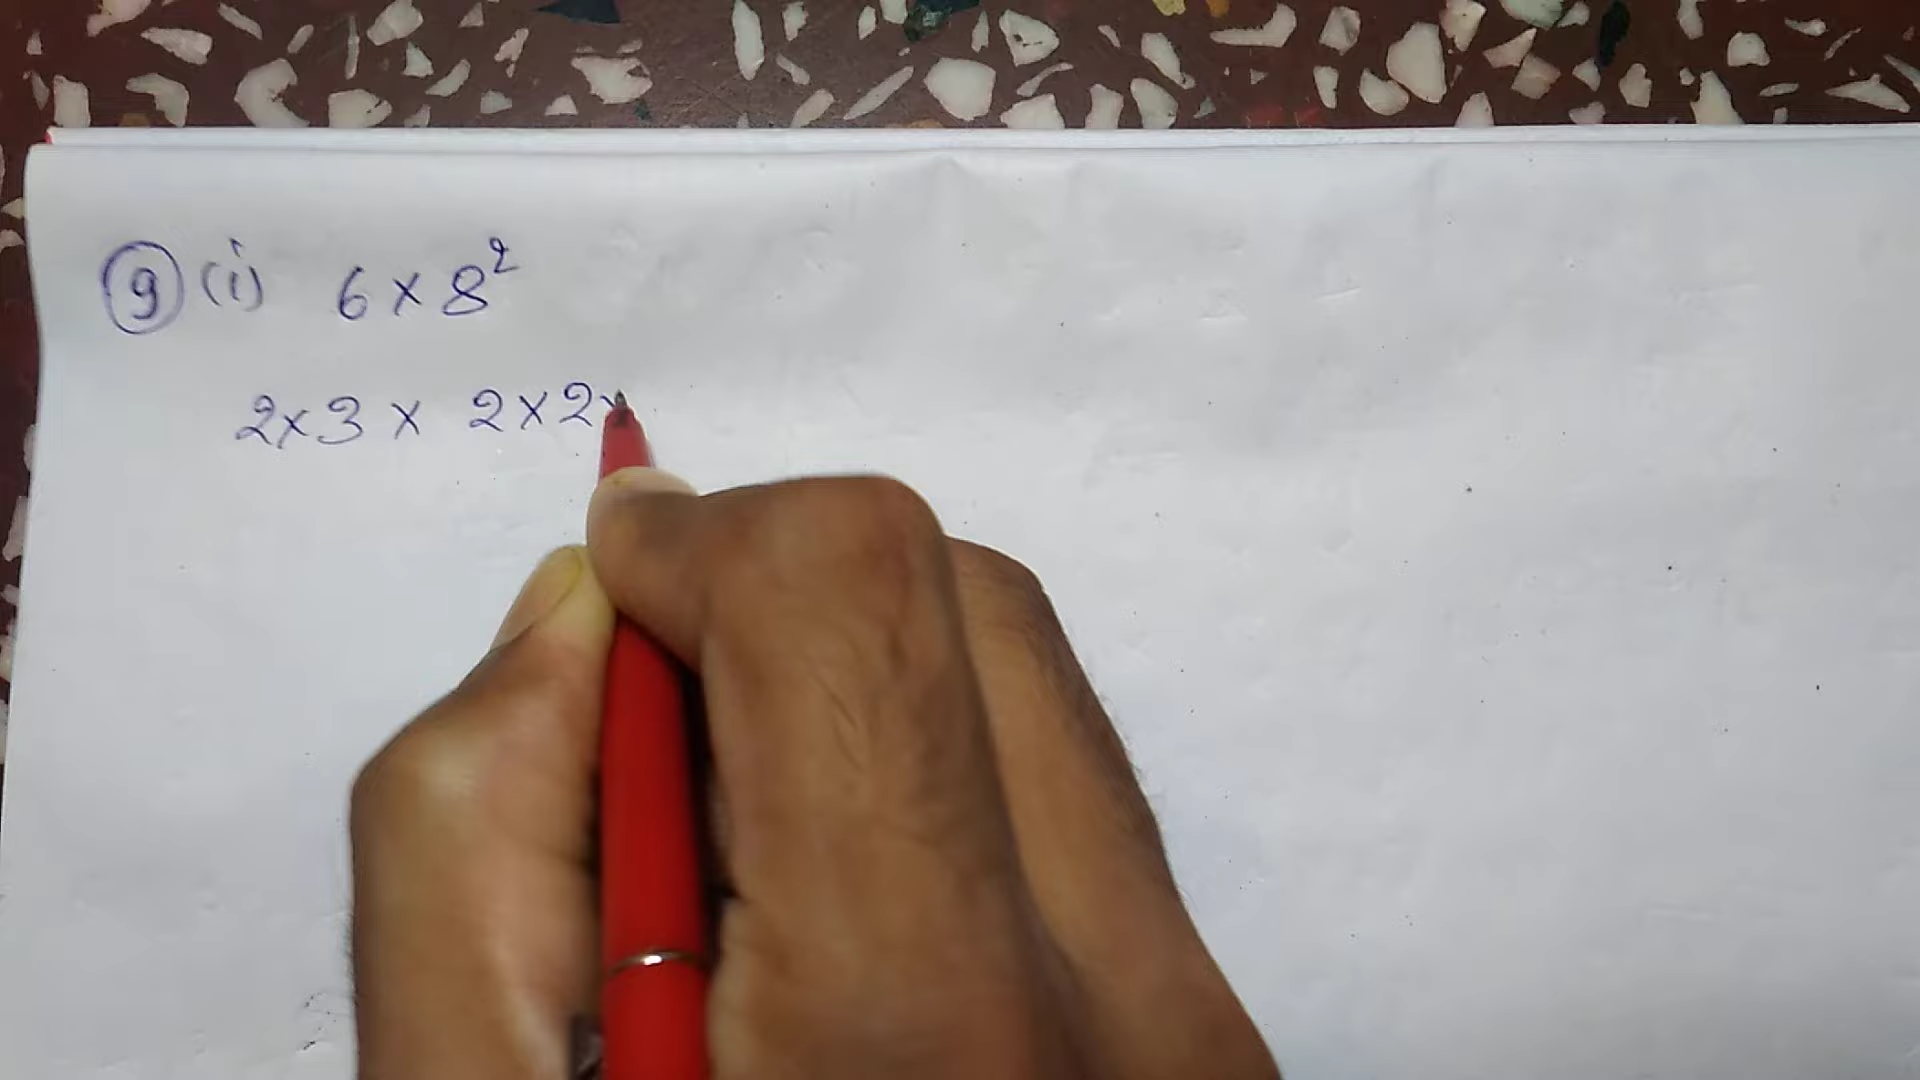 9 (i) 6 × 8²
2×3 × 2×2×